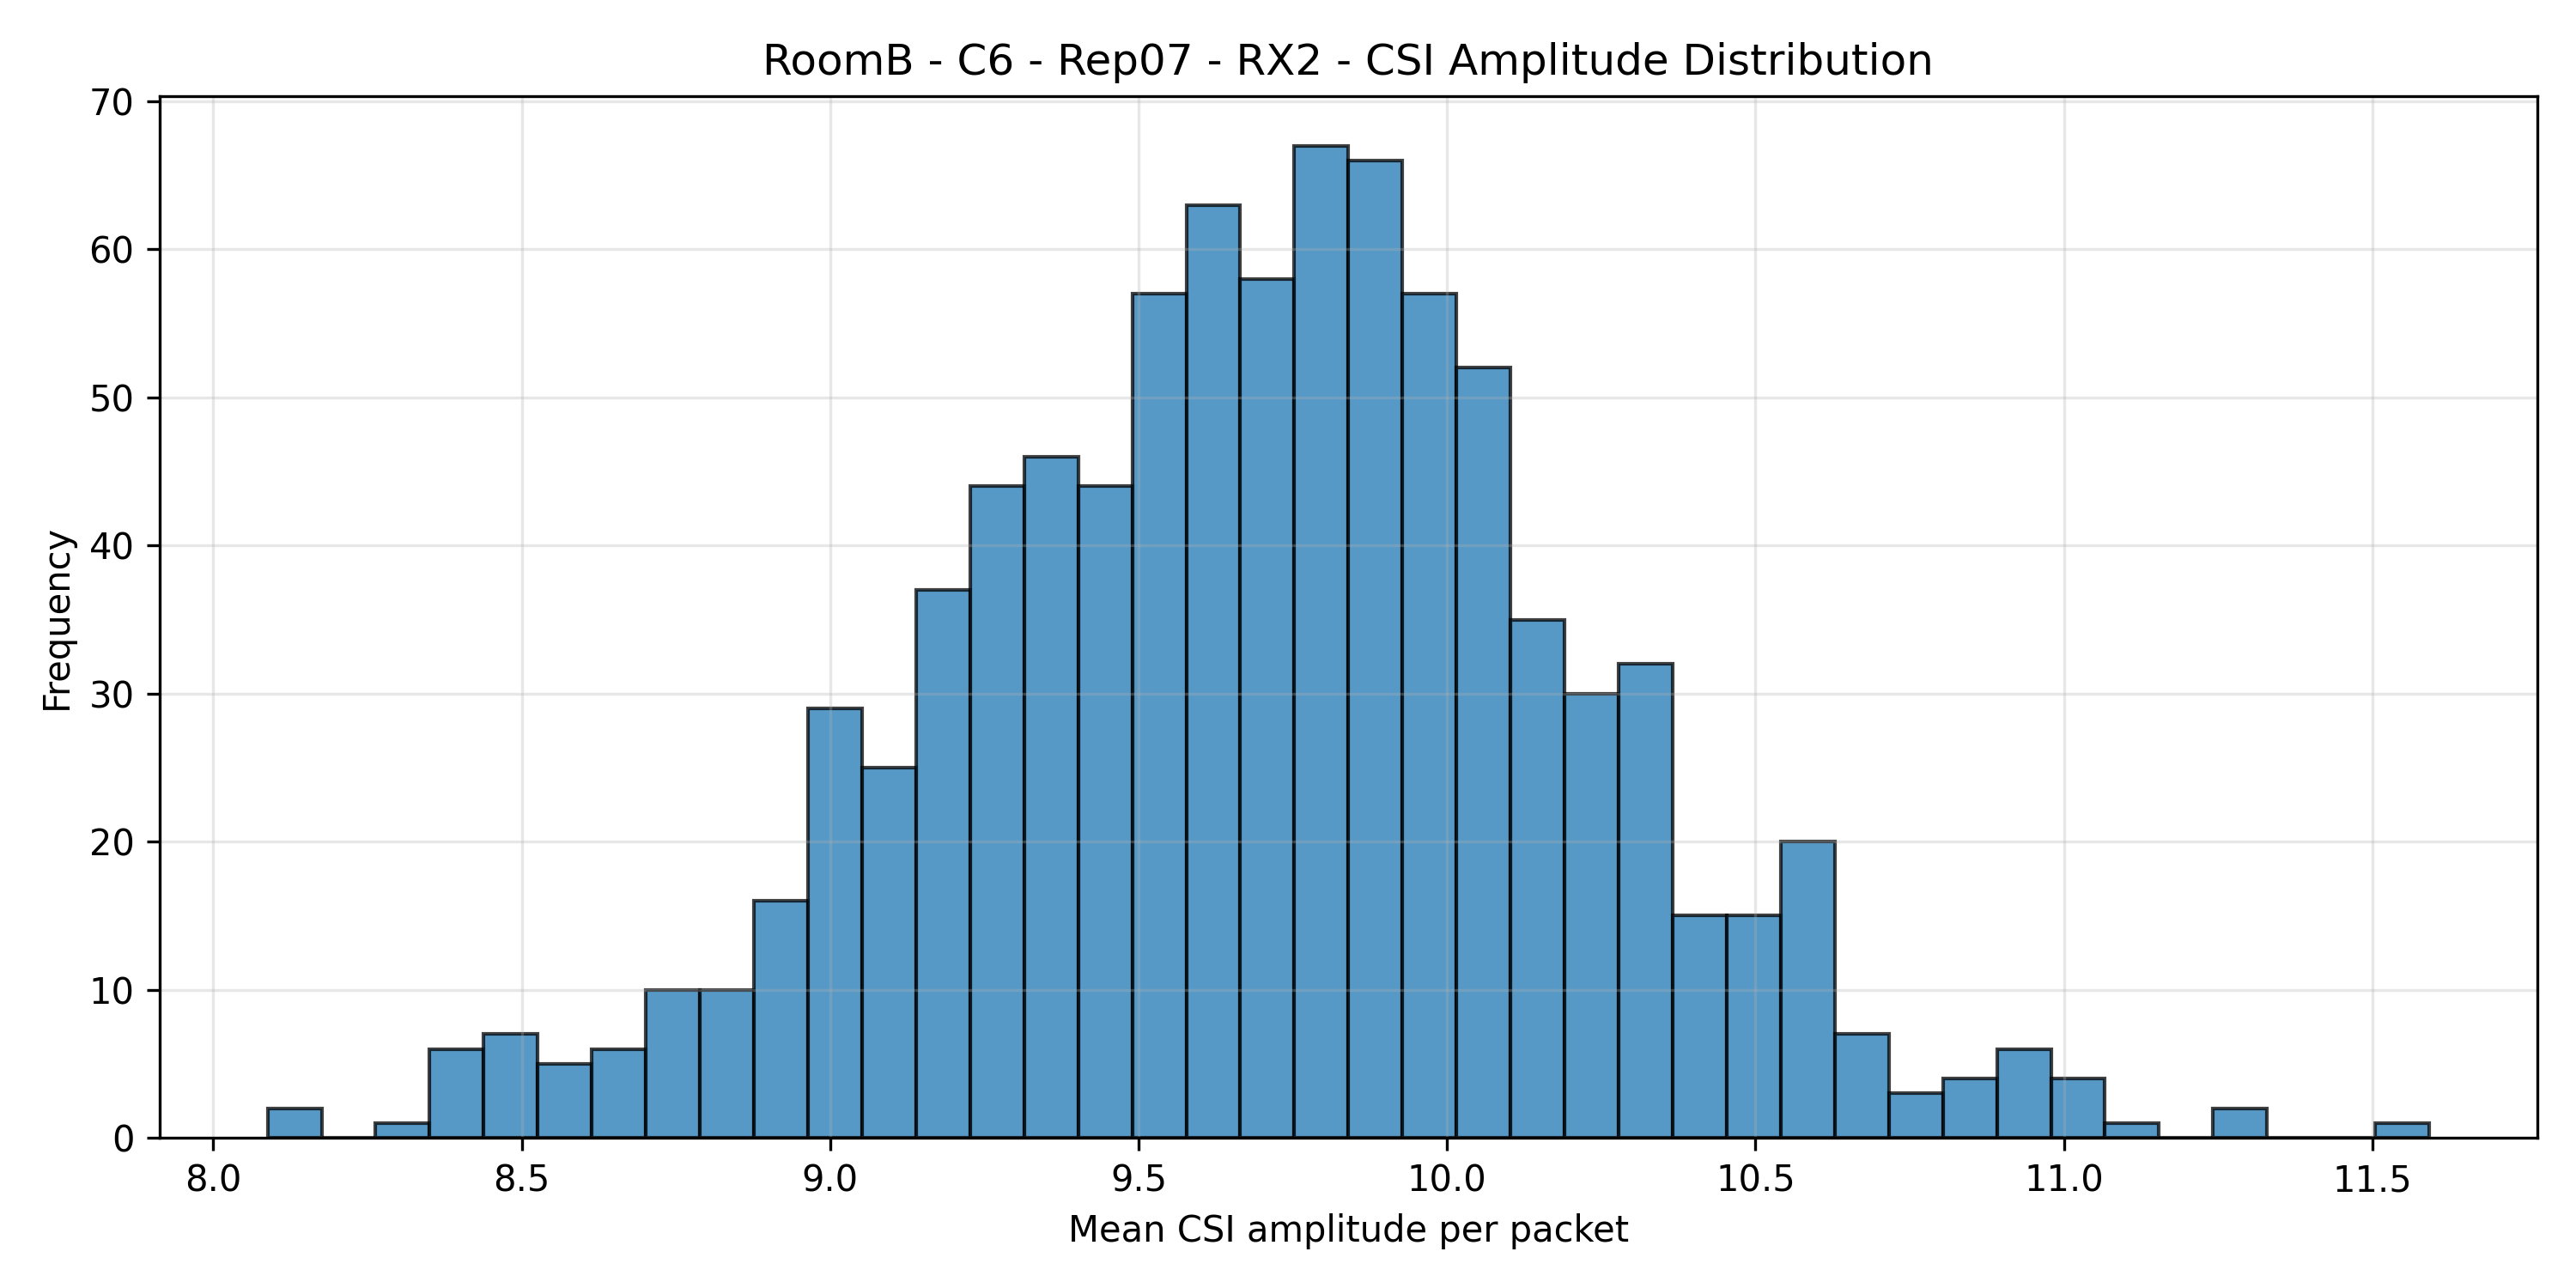 RoomB - C6 - Rep07 - RX2 - CSI Amplitude Distribution
70
60
50
40
30
20
10
0
Frequency
8.0 8.5 9.0 9.5 10.0 10.5 11.0 11.5
Mean CSI amplitude per packet